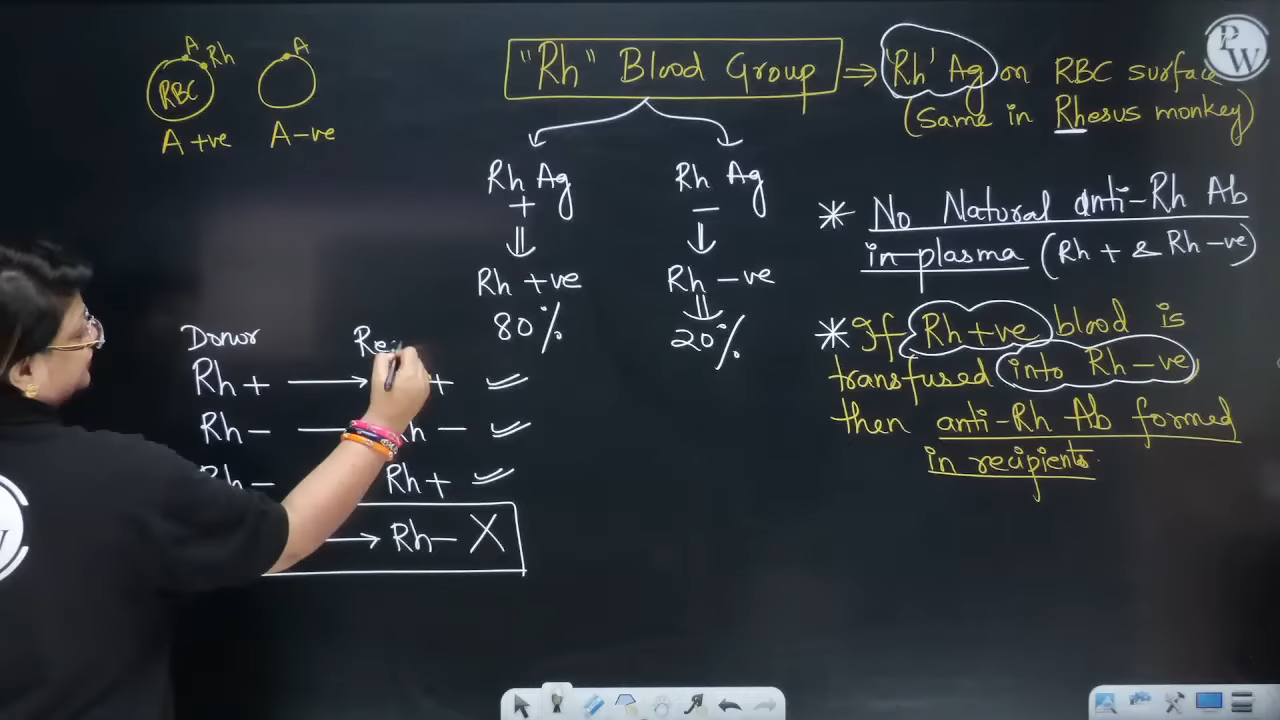 A
Rh
RBC
A +ve
A
A -ve
"Rh" Blood Group ⇒ 'Rh' Ag on RBC surface
(Same in Rhesus monkey)
Rh Ag
+
Rh +ve
80%
Rh Ag
-
Rh -ve
20%
* No Natural anti-Rh Ab
in plasma (Rh + & Rh -ve)
* If Rh +ve blood is
transfused into Rh -ve
then anti-Rh Ab formed
in recipients.
Donor
Rh+ → + ✓
Rh- — Rh - ✓
Rh- Rh+ ✓
→ Rh- X
PW
W